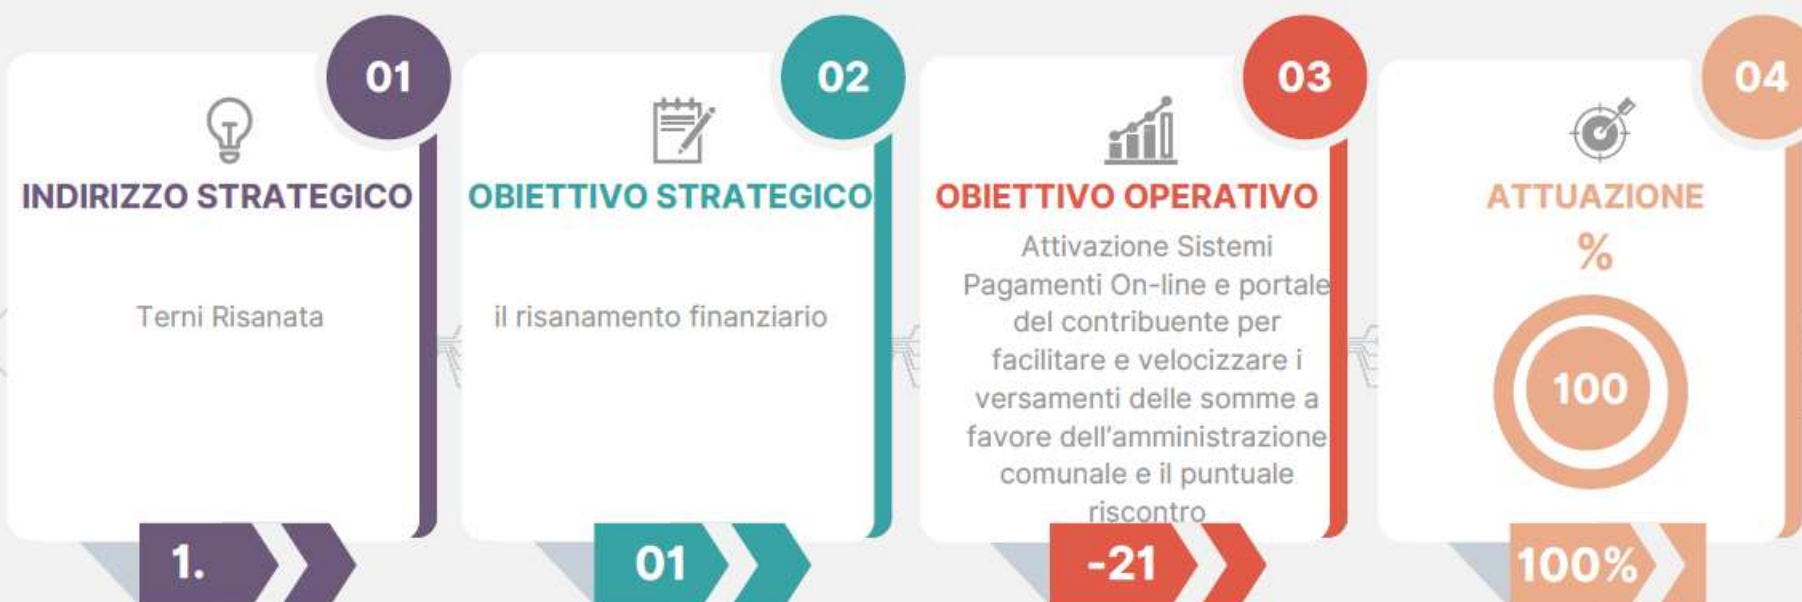 01
INDIRIZZO STRATEGICO
Terni Risanata
1.
02
OBIETTIVO STRATEGICO
il risanamento finanziario
01
03
OBIETTIVO OPERATIVO
Attivazione Sistemi
Pagamenti On-line e portale
del contribuente per
facilitare e velocizzare i
versamenti delle somme a
favore dell'amministrazione
comunale e il puntuale
riscontro
-21
04
ATTUAZIONE
%
100
100%